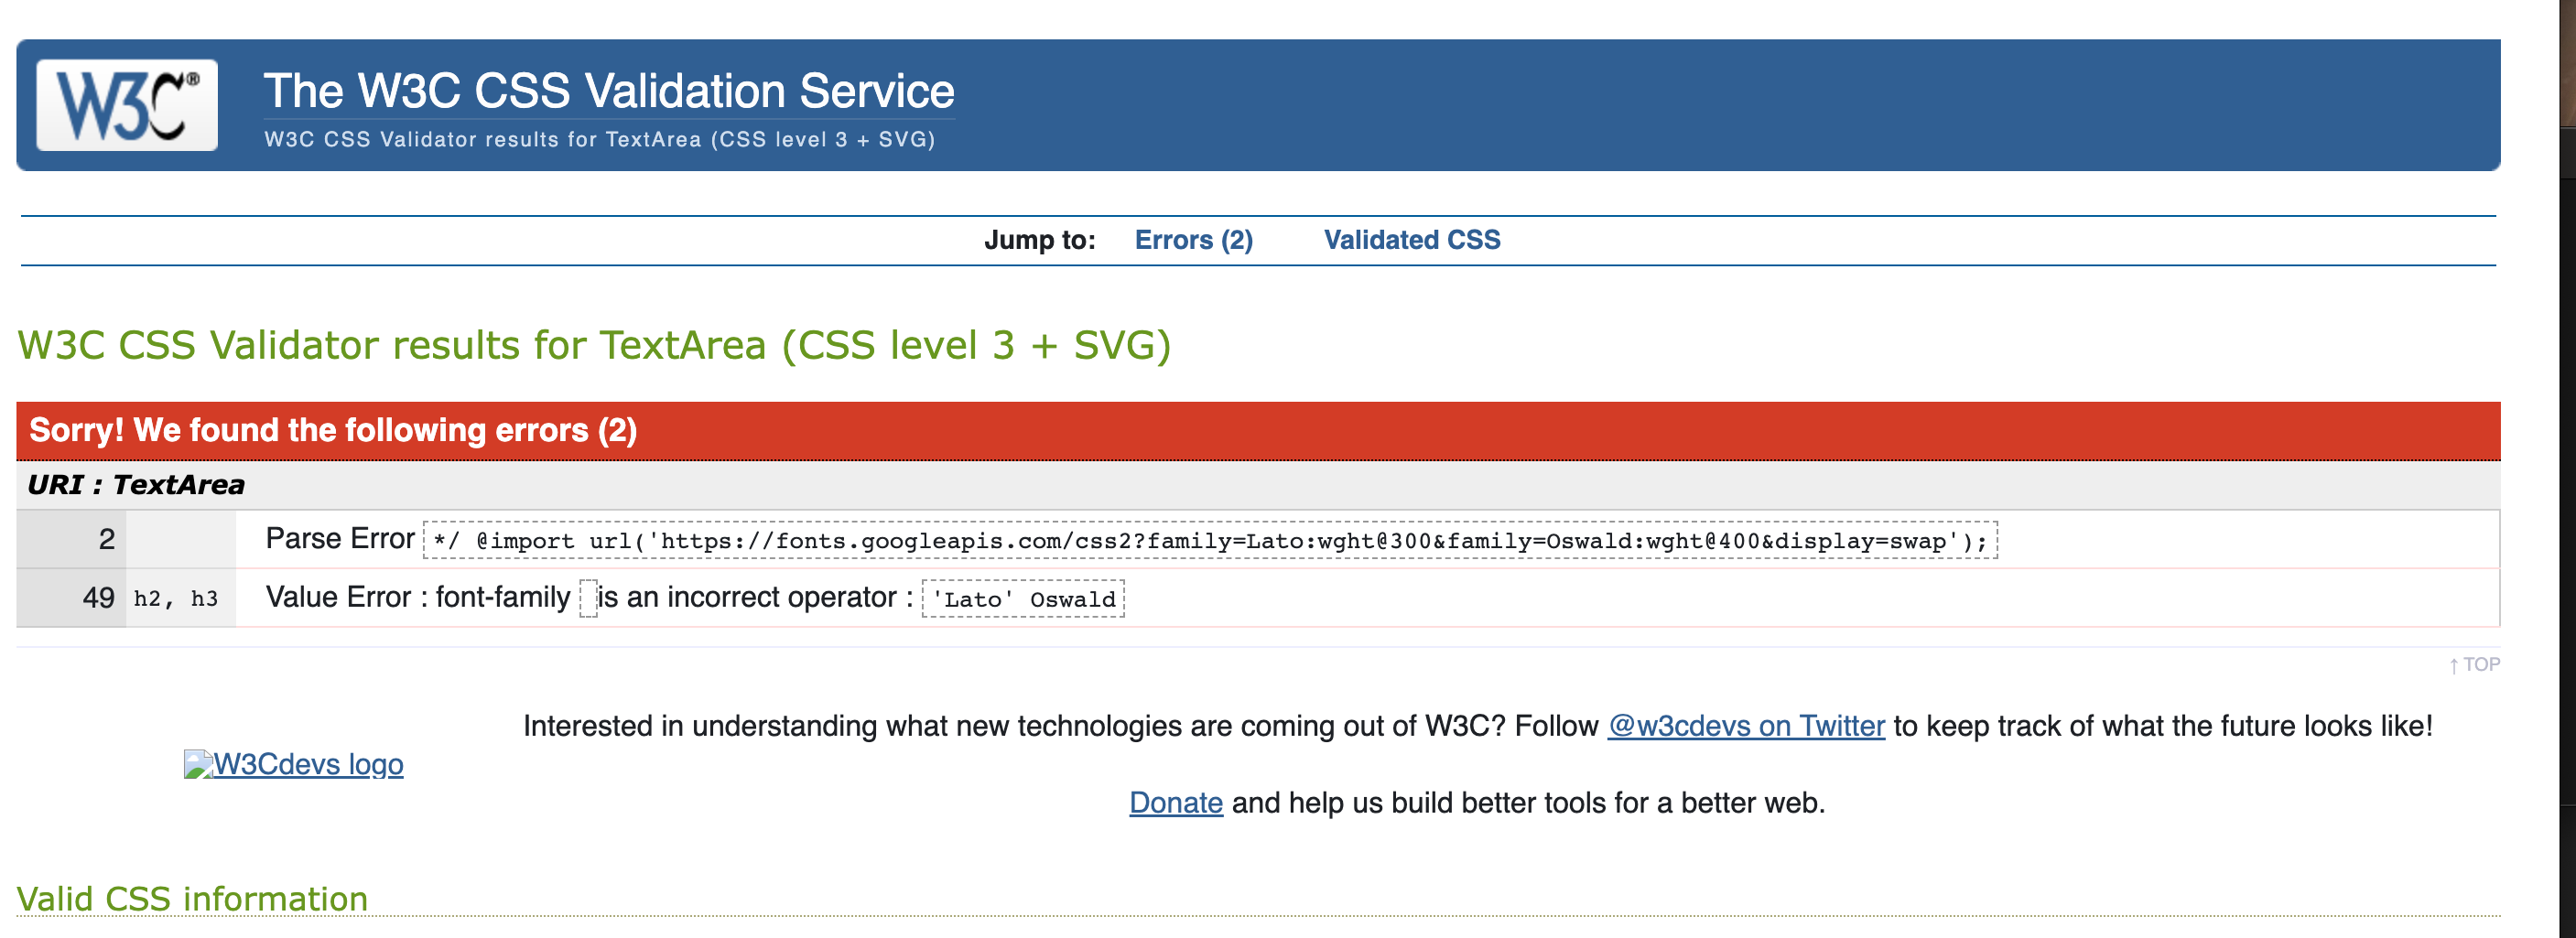 W3C®
The W3C CSS Validation Service
W3C CSS Validator results for TextArea (CSS level 3 + SVG)
Jump to: Errors (2) Validated CSS
W3C CSS Validator results for TextArea (CSS level 3 + SVG)
Sorry! We found the following errors (2)
URI : TextArea
2 Parse Error */ @import url('https://fonts.googleapis.com/css2?family=Lato:wght@300&family=Oswald:wght@400&display=swap');
49 h2, h3 Value Error : font-family is an incorrect operator : 'Lato' Oswald
↑ TOP
Interested in understanding what new technologies are coming out of W3C? Follow @w3cdevs on Twitter to keep track of what the future looks like!
W3Cdevs logo
Donate and help us build better tools for a better web.
Valid CSS information